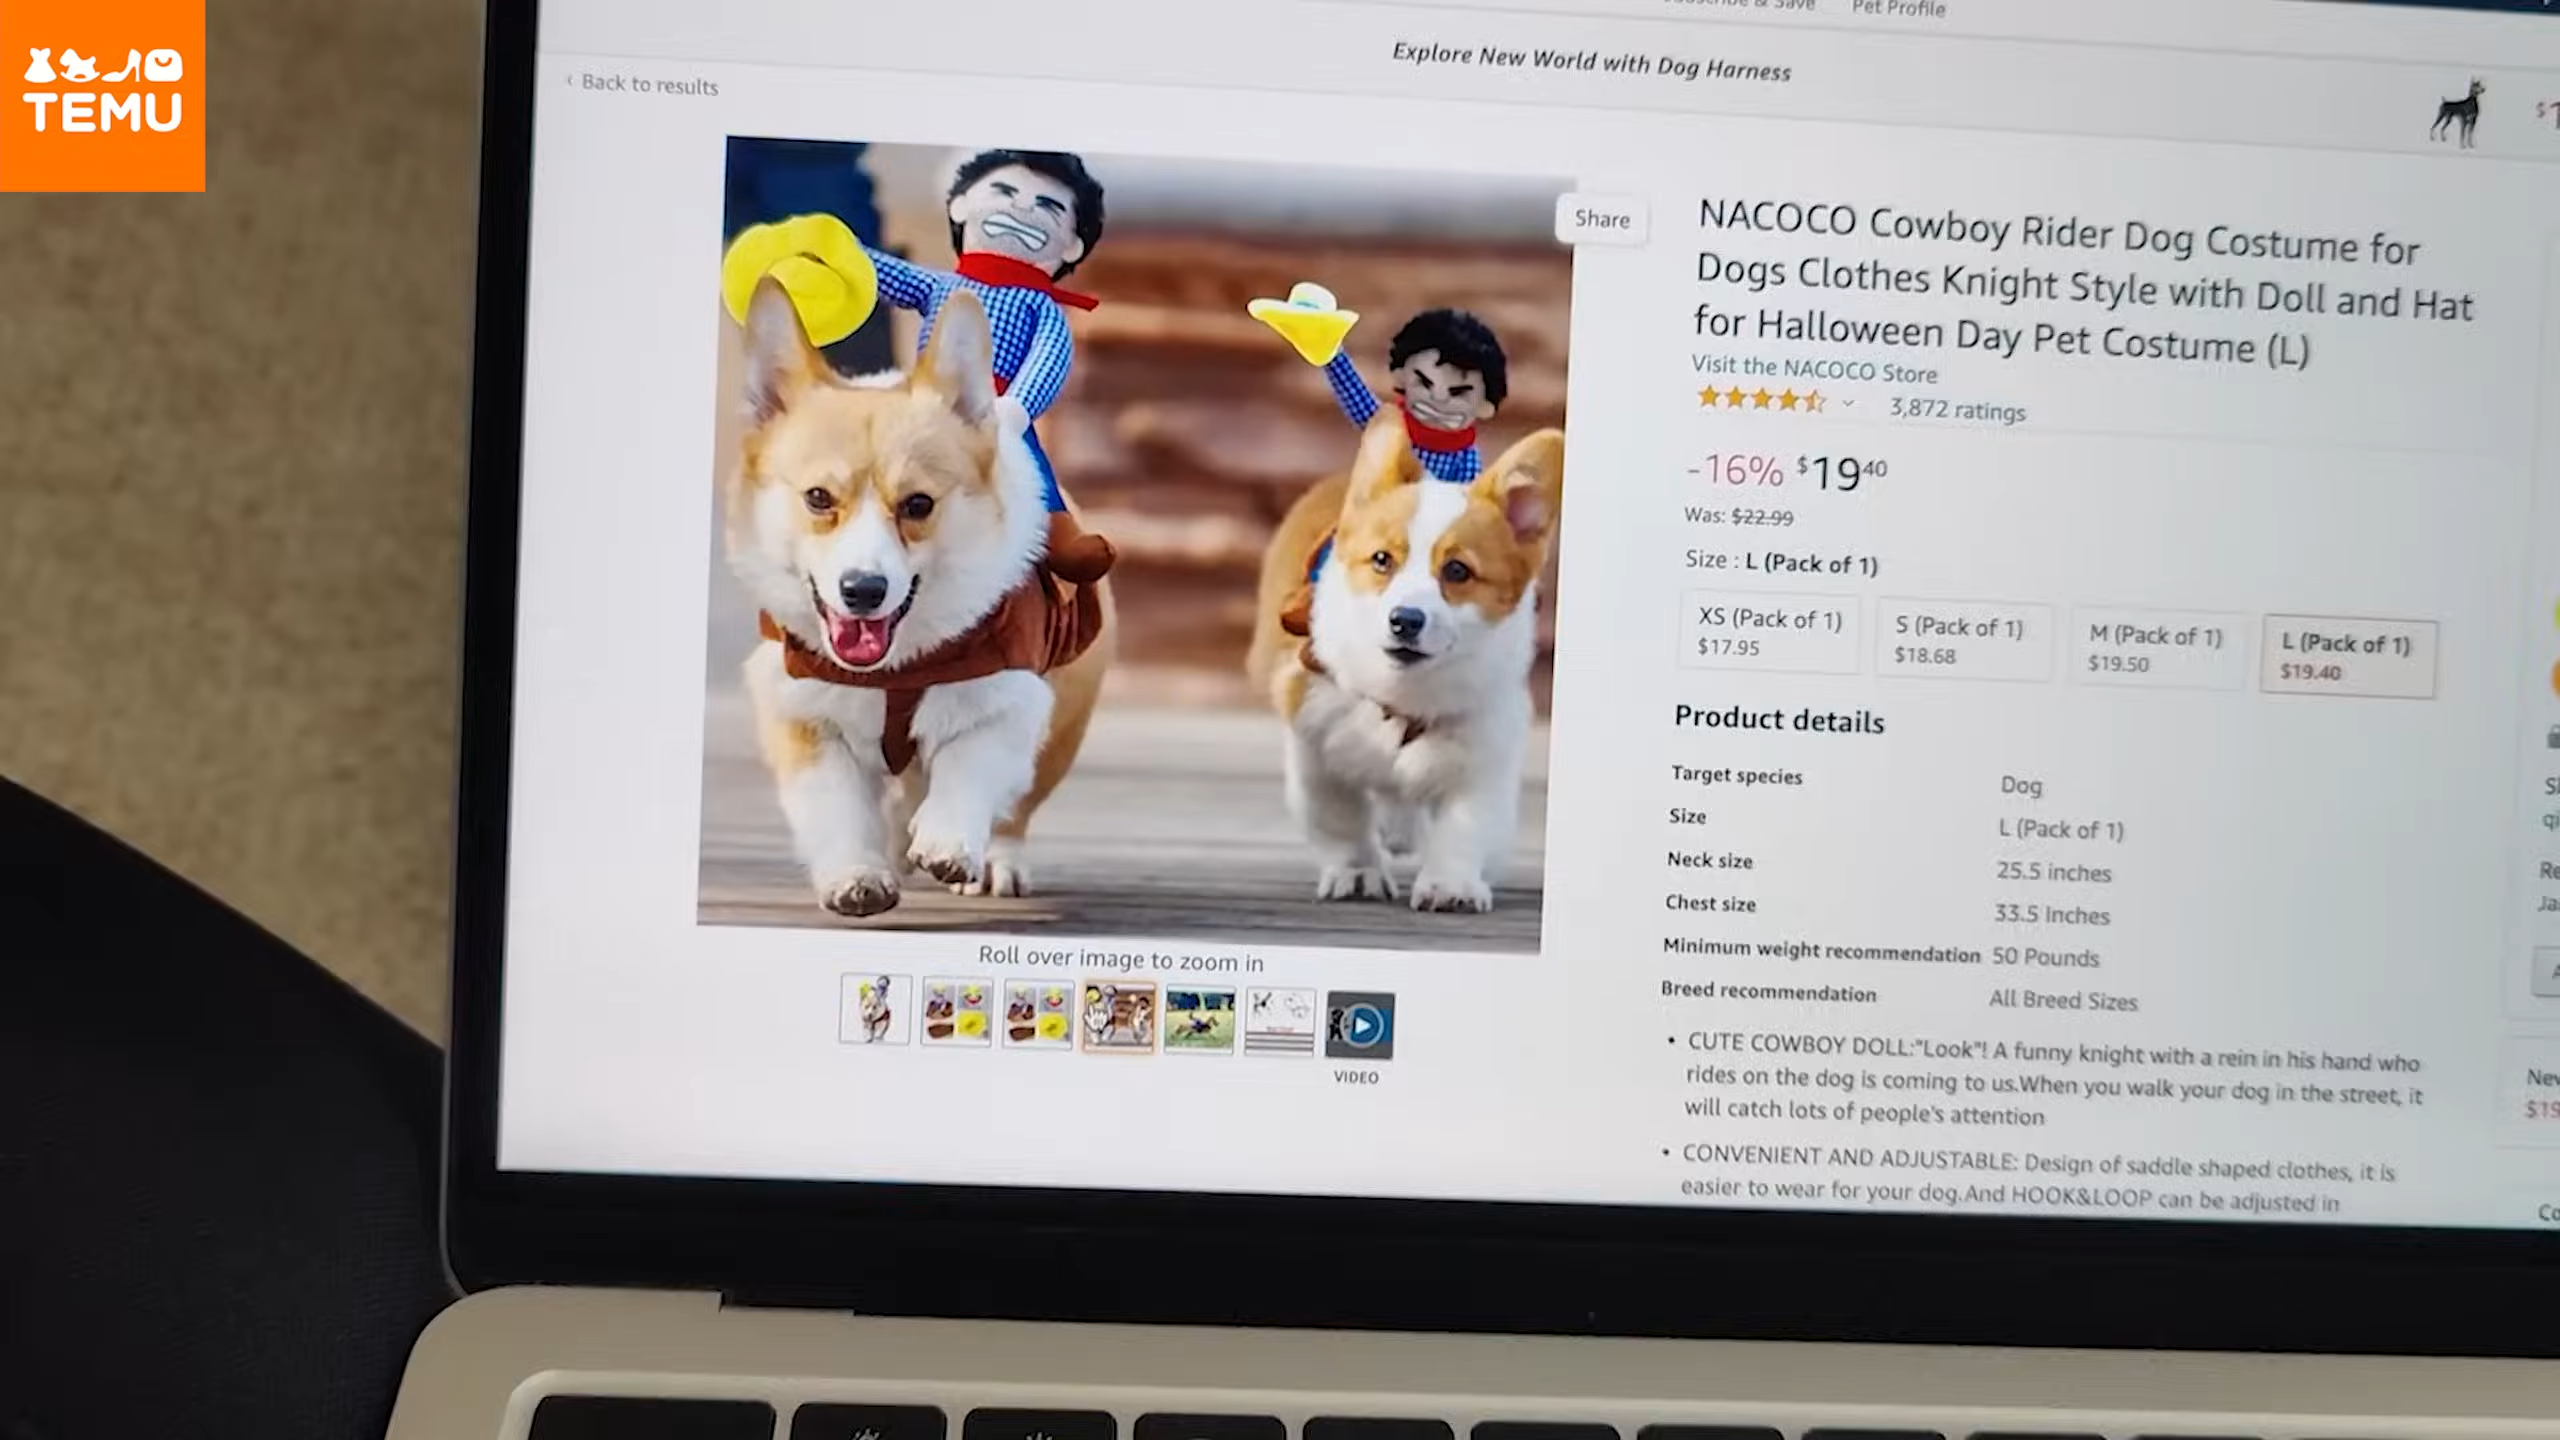 TEMU
Pet Profile
Explore New World with Dog Harness
‹ Back to results
Share
NACOCO Cowboy Rider Dog Costume for
Dogs Clothes Knight Style with Doll and Hat
for Halloween Day Pet Costume (L)
Visit the NACOCO Store
3,872 ratings
-16% $19 40
Was: $22.99
Size : L (Pack of 1)
XS (Pack of 1)
$17.95
S (Pack of 1)
$18.68
M (Pack of 1)
$19.50
L (Pack of 1)
$19.40
Product details
Target species Dog
Size L (Pack of 1)
Neck size 25.5 inches
Chest size 33.5 Inches
Minimum weight recommendation 50 Pounds
Breed recommendation All Breed Sizes
• CUTE COWBOY DOLL:"Look"! A funny knight with a rein in his hand who
rides on the dog is coming to us.When you walk your dog in the street, it
will catch lots of people's attention
• CONVENIENT AND ADJUSTABLE: Design of saddle shaped clothes, it is
easier to wear for your dog.And HOOK&LOOP can be adjusted in
Roll over image to zoom in
VIDEO